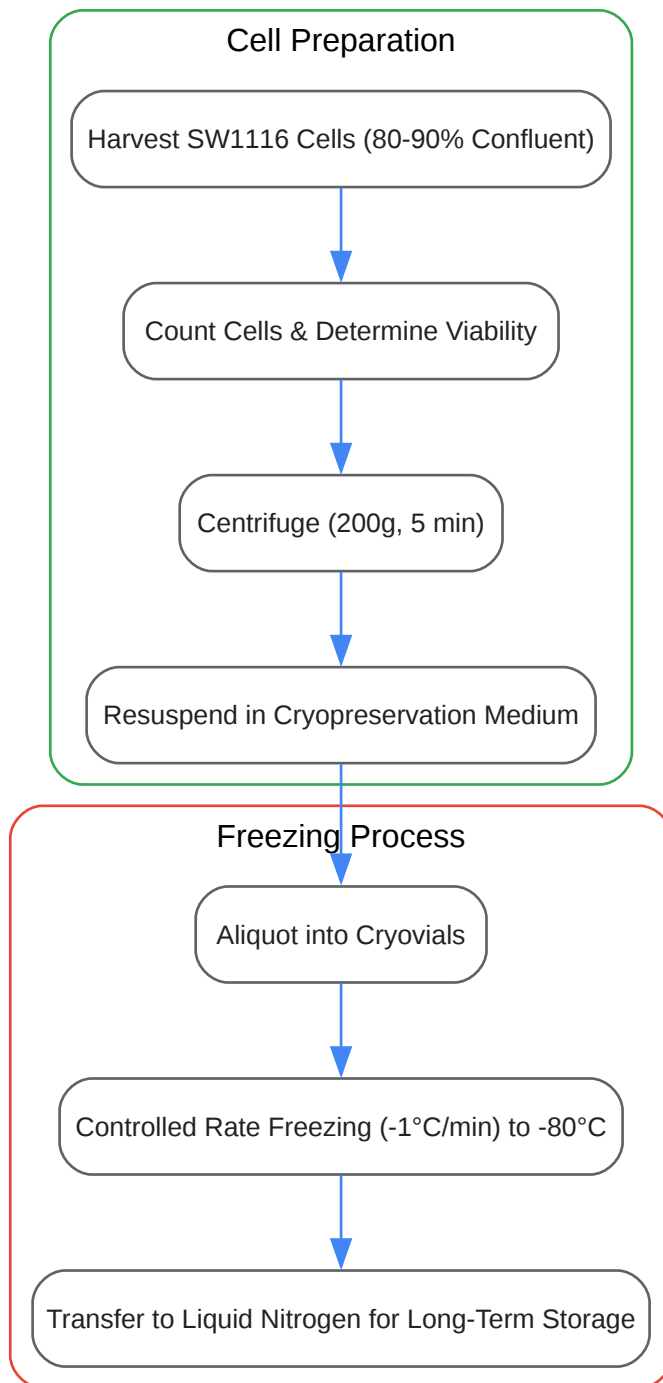 Cell Preparation
Harvest SW1116 Cells (80-90% Confluent)
Count Cells & Determine Viability
Centrifuge (200g, 5 min)
Resuspend in Cryopreservation Medium
Freezing Process
Aliquot into Cryovials
Controlled Rate Freezing (-1°C/min) to -80°C
Transfer to Liquid Nitrogen for Long-Term Storage